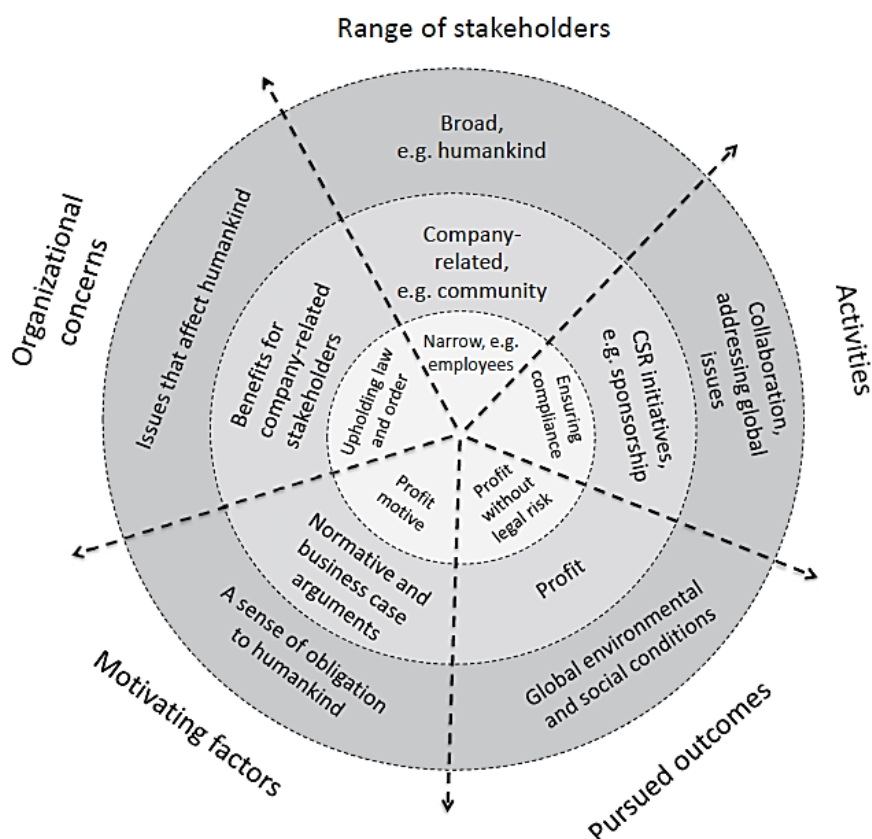 Range of stakeholders
Broad,
e.g. humankind
Company-
related,
e.g. community
Narrow, e.g.
employees
Organizational
concerns
Issues that affect humankind
Benefits for
company-related
stakeholders
Upholding law
and order
Activities
Collaboration,
addressing global
issues
CSR initiatives,
e.g. sponsorship
Ensuring
compliance
Motivating factors
A sense of obligation
to humankind
Normative and
business case
arguments
Profit
motive
Pursued outcomes
Global environmental
and social conditions
Profit
Profit
without
legal risk